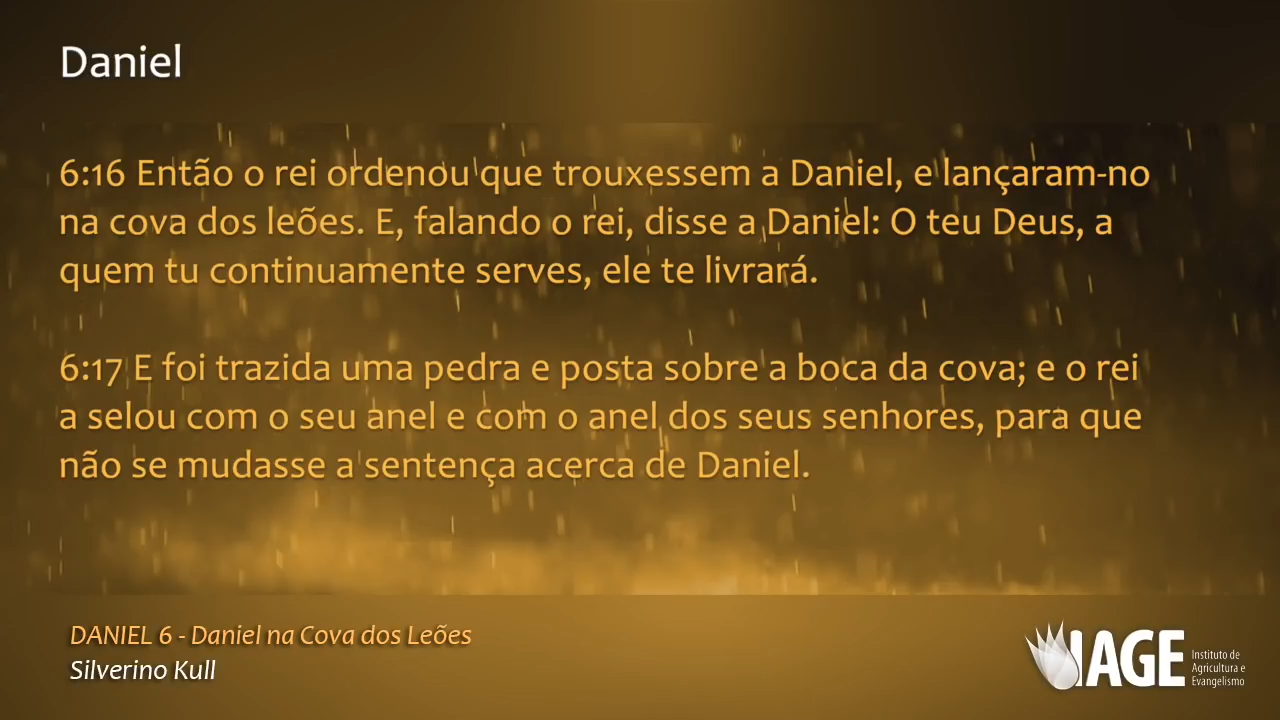 Daniel
6:16 Então o rei ordenou que trouxessem a Daniel, e lançaram-no
na cova dos leões. E, falando o rei, disse a Daniel: O teu Deus, a
quem tu continuamente serves, ele te livrará.
6:17 E foi trazida uma pedra e posta sobre a boca da cova; e o rei
a selou com o seu anel e com o anel dos seus senhores, para que
não se mudasse a sentença acerca de Daniel.
DANIEL 6 - Daniel na Cova dos Leões
Silverino Kull
IAGE
Instituto de
Agricultura e
Evangelismo